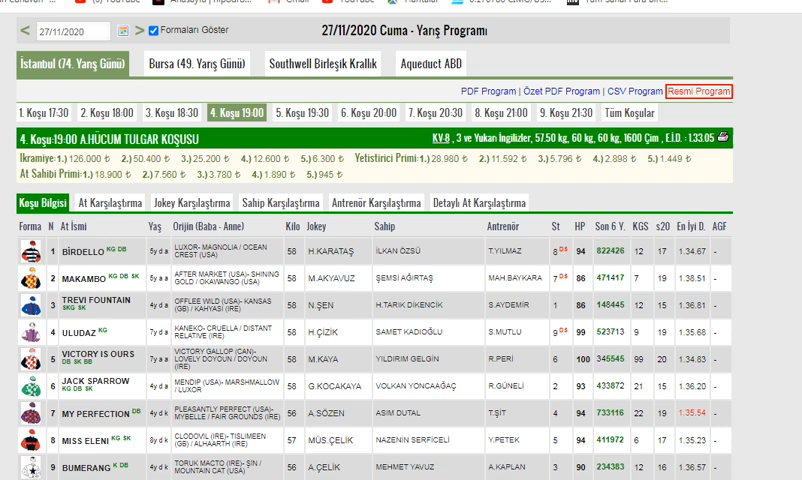 27/11/2020
Formaları Göster
27/11/2020 Cuma - Yarış Programı
İstanbul (74. Yarış Günü) Bursa (49. Yarış Günü) Southwell Birleşik Krallık Aqueduct ABD
PDF Program | Özet PDF Program | CSV Program Resmi Program
1. Koşu 17:30 2. Koşu 18:00 3. Koşu 18:30 4. Koşu 19:00 5. Koşu 19:30 6. Koşu 20:00 7. Koşu 20:30 8. Koşu 21:00 9. Koşu 21:30 Tüm Koşular
4. Koşu:19:00 A.HÜCUM TULGAR KOŞUSU KV-8 , 3 ve Yukarı İngilizler, 57.50 kg, 60 kg, 60 kg, 1600 Çim , E.İ.D. : 1.33.05
Ikramiye: 1.) 126.000 ₺ 2.) 50.400 ₺ 3.) 25.200 ₺ 4.) 12.600 ₺ 5.) 6.300 ₺ Yetistirici Primi: 1.) 28.980 ₺ 2.) 11.592 ₺ 3.) 5.796 ₺ 4.) 2.898 ₺ 5.) 1.449 ₺
At Sahibi Primi: 1.) 18.900 ₺ 2.) 7.560 ₺ 3.) 3.780 ₺ 4.) 1.890 ₺ 5.) 945 ₺
Koşu Bilgisi At Karşılaştırma Jokey Karşılaştırma Sahip Karşılaştırma Antrenör Karşılaştırma Detaylı At Karşılaştırma
Forma N At İsmi Yaş Orijin (Baba - Anne) Kilo Jokey Sahip Antrenör St HP Son 6 Y. KGS s20 En İyi D. AGF
1 BİRDELLO KG DB 5y d a LUXOR- MAGNOLIA / OCEAN CREST (USA) 58 H.KARATAŞ İLKAN ÖZSÜ T.YILMAZ 8 DS 94 822426 12 17 1.34.67 -
2 MAKAMBO KG DB SK 5y a a AFTER MARKET (USA)- SHINING GOLD / OKAWANGO (USA) 58 M.AKYAVUZ ŞEMSİ AĞIRTAŞ MAH.BAYKARA 7 DS 86 471417 7 19 1.38.51 -
3 TREVI FOUNTAIN SKG SK 4y d a OFFLEE WILD (USA)- KANSAS (GB) / KAHYASI (IRE) 58 N.ŞEN H.TARIK DİKENCİK S.AYDEMİR 1 86 148445 12 15 1.36.81 -
4 ULUDAZ KG 7y d a KANEKO- CRUELLA / DISTANT RELATIVE (IRE) 58 H.ÇİZİK SAMET KADIOĞLU S.MUTLU 9 DS 99 523713 9 19 1.35.68 -
5 VICTORY IS OURS DB SK BB 7y a a VICTORY GALLOP (CAN)- LOVELY DOYOUN / DOYOUN (IRE) 58 M.KAYA YILDIRIM GELGİN R.PERİ 6 100 345545 99 20 1.34.83 -
6 JACK SPARROW KG DB SK 4y d a MENDIP (USA)- MARSHMALLOW / LUXOR 58 G.KOCAKAYA VOLKAN YONCAAĞAÇ R.GÜNELİ 2 93 433872 21 15 1.36.20 -
7 MY PERFECTION DB 4y d k PLEASANTLY PERFECT (USA)- MYBELLE / FAIR GROUNDS (IRE) 56 A.SÖZEN ASIM DUTAL T.ŞİT 4 94 733116 22 19 1.35.54 -
8 MISS ELENI KG SK 8y d k CLODOVIL (IRE)- TISLIMEEN (GB) / ALHAARTH (IRE) 57 MÜS.ÇELİK NAZENİN SERFİCELİ Y.PETEK 5 94 411972 6 17 1.35.23 -
9 BUMERANG K DB 4y d k TORUK MACTO (IRE)- ŞİN / MOUNTAIN CAT (USA) 56 A.ÇELİK MEHMET YAVUZ A.KAPLAN 3 90 234383 12 16 1.36.57 -